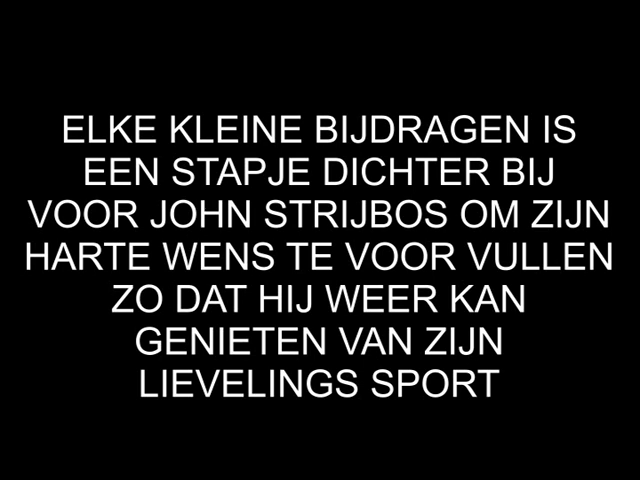 ELKE KLEINE BIJDRAGEN IS
EEN STAPJE DICHTER BIJ
VOOR JOHN STRIJBOS OM ZIJN
HARTE WENS TE VOOR VULLEN
ZO DAT HIJ WEER KAN
GENIETEN VAN ZIJN
LIEVELINGS SPORT